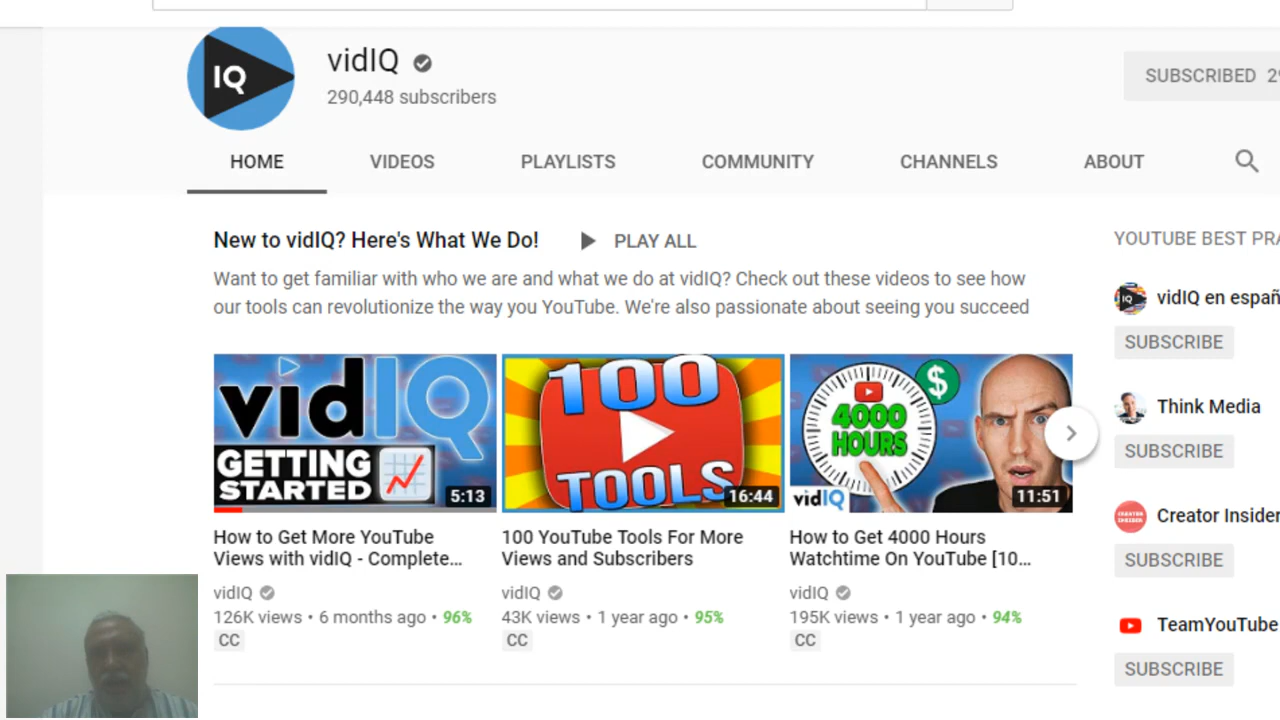 IQ
vidIQ
290,448 subscribers
SUBSCRIBED 29
HOME VIDEOS PLAYLISTS COMMUNITY CHANNELS ABOUT
New to vidIQ? Here's What We Do! PLAY ALL
Want to get familiar with who we are and what we do at vidIQ? Check out these videos to see how
our tools can revolutionize the way you YouTube. We're also passionate about seeing you succeed
vidIQ
GETTING
STARTED
5:13
100
TOOLS
16:44
$
4000
HOURS
vidIQ
11:51
How to Get More YouTube
Views with vidIQ - Complete...
vidIQ
126K views • 6 months ago • 96%
CC
100 YouTube Tools For More
Views and Subscribers
vidIQ
43K views • 1 year ago • 95%
CC
How to Get 4000 Hours
Watchtime On YouTube [10...
vidIQ
195K views • 1 year ago • 94%
CC
YOUTUBE BEST PRA
IQ
vidIQ en españ
SUBSCRIBE
Think Media
SUBSCRIBE
CREATOR
INSIDER
Creator Insider
SUBSCRIBE
TeamYouTube
SUBSCRIBE